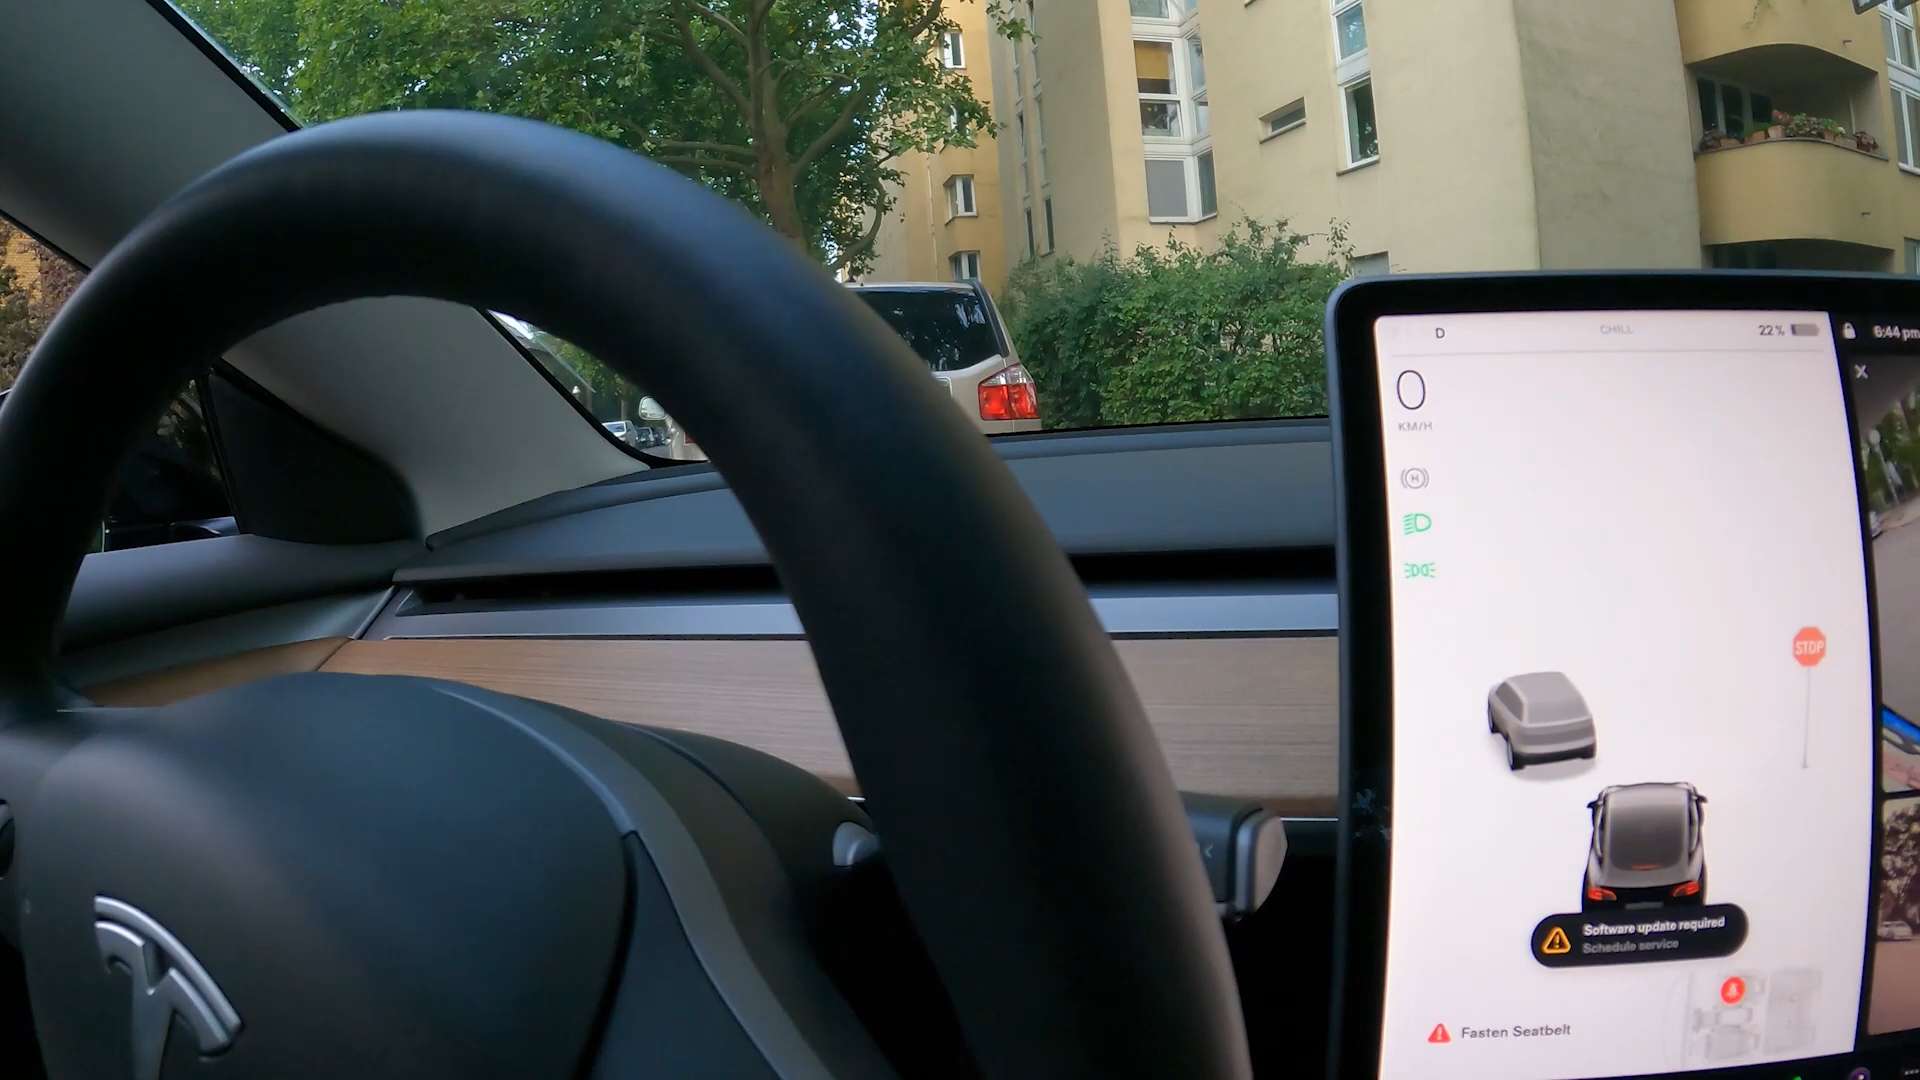 D
CHILL
22 %
6:44 pm
0
KM/H
STOP
Software update required
Schedule service
Fasten Seatbelt